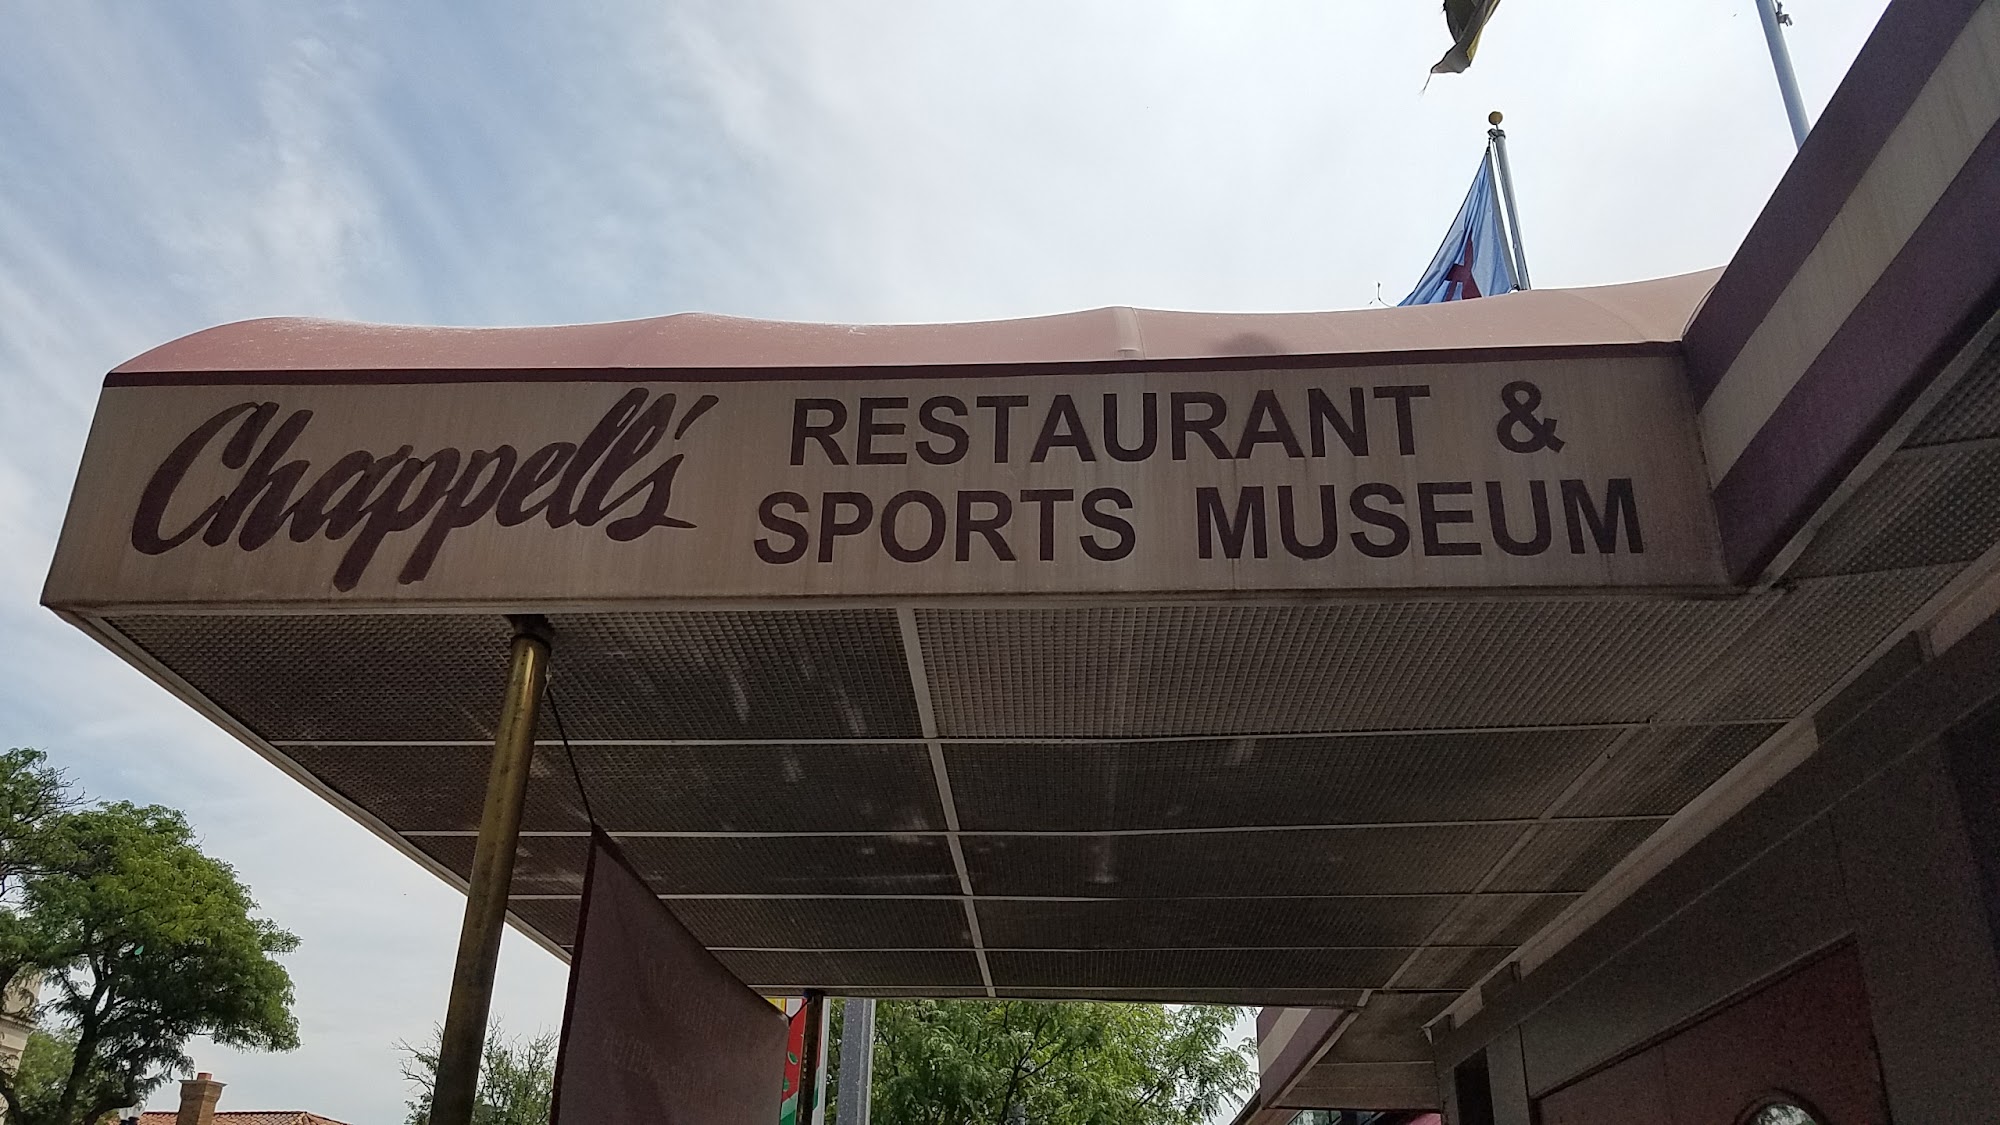 Chappell's
RESTAURANT &
SPORTS MUSEUM